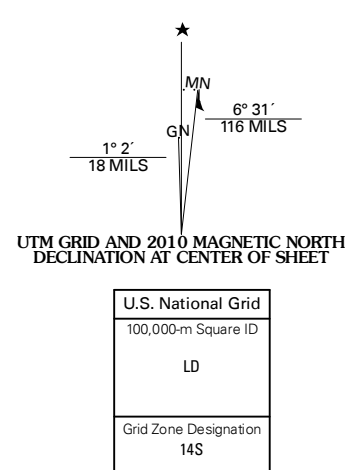 MN
6° 31´
116 MILS
GN
1° 2´
18 MILS
UTM GRID AND 2010 MAGNETIC NORTH
DECLINATION AT CENTER OF SHEET
U.S. National Grid
100,000-m Square ID
LD
Grid Zone Designation
14S